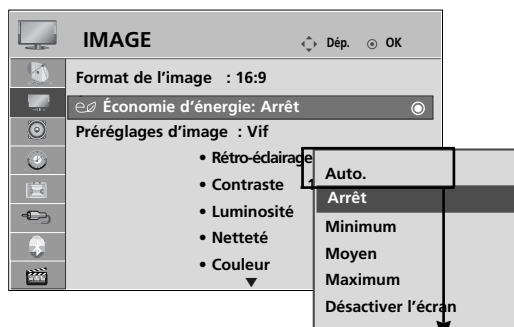 IMAGE
Dép. OK
Format de l'image : 16:9
Économie d'énergie: Arrêt
Préréglages d'image : Vif
• Rétro-éclairage
• Contraste 1
• Luminosité
• Netteté
• Couleur
Auto.
Arrêt
Minimum
Moyen
Maximum
Désactiver l'écran